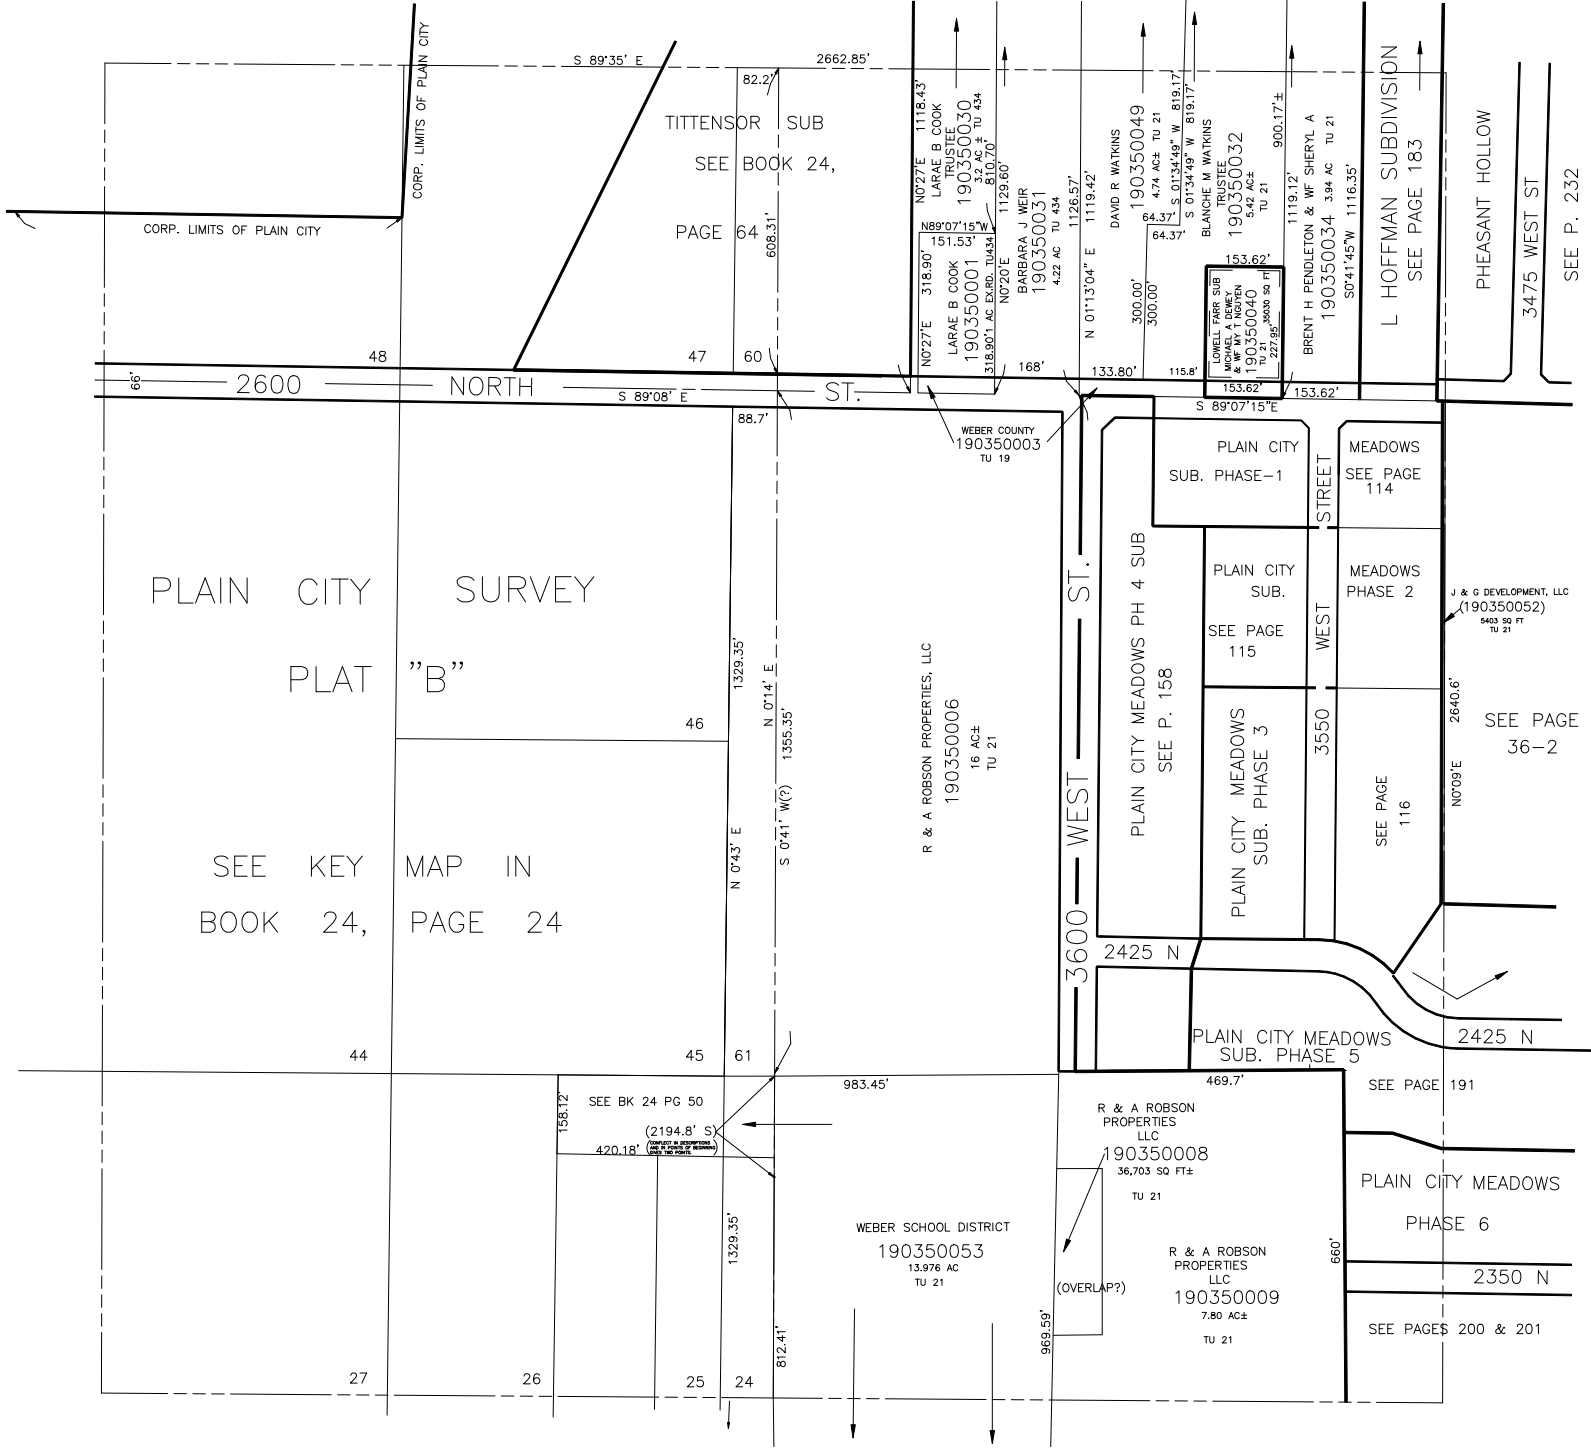 S 89°35' E
2662.85'
82.2'
CORP. LIMITS OF PLAIN CITY
CORP. LIMITS OF PLAIN CITY
TITTENSOR SUB
SEE BOOK 24,
PAGE 64
608.31'
N0°27'E 1118.43'
LARAE B COOK
TRUSTEE
190350030
3.2 AC ± TU 434
810.70'
1129.60'
N89°07'15"W
151.53'
N0°27'E 318.90'
LARAE B COOK
190350001
318.90'1 AC EX.RD. TU434
N0°20'E
BARBARA J WEIR
190350031
4.22 AC TU 434
1126.57'
N 01°13'04" E 1119.42'
DAVID R WATKINS
190350049
4.74 AC± TU 21
S 01°34'49" W 819.17'
S 01°34'49" W 819.17'
64.37'
64.37'
300.00'
300.00'
BLANCHE M WATKINS
TRUSTEE
190350032
5.42 AC±
TU 21
900.17'±
1119.12'
153.62'
LOWELL FARR SUB
MICHAEL A DEWEY
& WF MY T NGUYEN
190350040
TU 21 35030 SQ FT
227.95'
153.62'
BRENT H PENDLETON & WF SHERYL A
190350034 3.94 AC TU 21
S0°41'45"W 1116.35'
L HOFFMAN SUBDIVISION
SEE PAGE 183
PHEASANT HOLLOW
3475 WEST ST
SEE P. 232
48
47
60
168'
133.80'
115.8'
153.62'
66'
2600 NORTH ST.
S 89°08' E
S 89°07'15"E
88.7'
WEBER COUNTY
190350003
TU 19
PLAIN CITY MEADOWS
SUB. PHASE-1
SEE PAGE
114
PLAIN CITY MEADOWS
SUB. PHASE 2
SEE PAGE
115
3550 WEST STREET
PLAIN CITY SURVEY
PLAT "B"
46
1329.35'
N 0°43' E
N 0°14' E
S 0°41' W(?) 1355.35'
R & A ROBSON PROPERTIES, LLC
190350006
16 AC±
TU 21
3600 WEST ST.
PLAIN CITY MEADOWS PH 4 SUB
SEE P. 158
PLAIN CITY MEADOWS
SUB. PHASE 3
SEE PAGE
116
J & G DEVELOPMENT, LLC
(190350052)
5403 SQ FT
TU 21
N0°09'E 2640.6'
SEE PAGE
36-2
SEE KEY MAP IN
BOOK 24, PAGE 24
2425 N
44
45
61
PLAIN CITY MEADOWS
SUB. PHASE 5
2425 N
SEE PAGE 191
983.45'
469.7'
158.12'
SEE BK 24 PG 50
(2194.8' S)
(CONFLICT IN DESCRIPTIONS
AND IN POINTS OF BEGINNING
GIVES TWO POINTS.)
420.18'
R & A ROBSON
PROPERTIES
LLC
190350008
36,703 SQ FT±
TU 21
PLAIN CITY MEADOWS
PHASE 6
WEBER SCHOOL DISTRICT
190350053
13.976 AC
TU 21
1329.35'
812.41'
969.59'
(OVERLAP?)
R & A ROBSON
PROPERTIES
LLC
190350009
7.80 AC±
TU 21
660'
2350 N
SEE PAGES 200 & 201
27
26
25
24